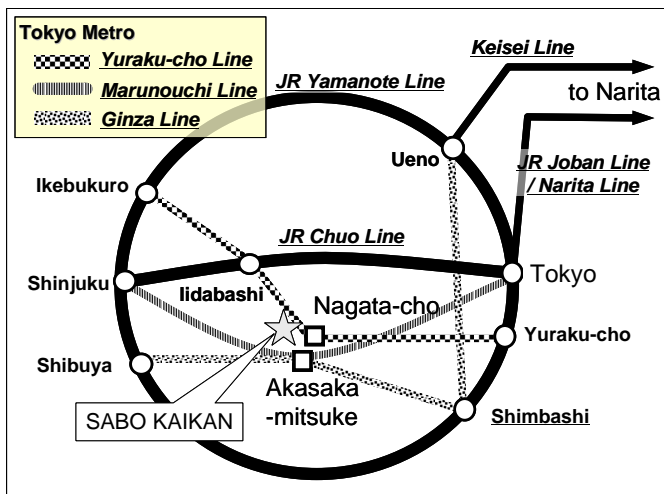 Tokyo Metro
Yuraku-cho Line
Marunouchi Line
Ginza Line
Keisei Line
JR Yamanote Line
to Narita
Ueno
JR Joban Line
/ Narita Line
Ikebukuro
JR Chuo Line
Shinjuku
Iidabashi
Tokyo
Nagata-cho
Yuraku-cho
Shibuya
Akasaka
-mitsuke
SABO KAIKAN
Shimbashi